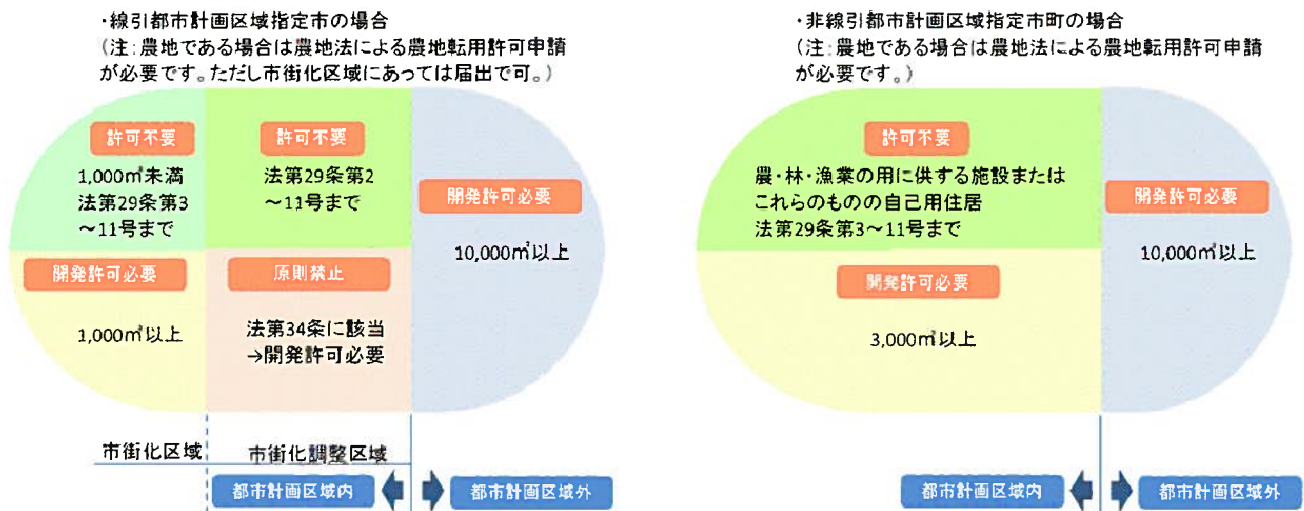 ・線引都市計画区域指定市の場合
(注:農地である場合は農地法による農地転用許可申請
が必要です。ただし市街化区域にあっては届出で可。)
許可不要
1,000㎡未満
法第29条第3
～11号まで
許可不要
法第29条第2
～11号まで
開発許可必要
10,000㎡以上
開発許可必要
1,000㎡以上
原則禁止
法第34条に該当
→開発許可必要
市街化区域
市街化調整区域
都市計画区域内
都市計画区域外
・非線引都市計画区域指定市町の場合
(注:農地である場合は農地法による農地転用許可申請
が必要です。)
許可不要
農・林・漁業の用に供する施設または
これらのものの自己用住居
法第29条第3～11号まで
開発許可必要
10,000㎡以上
開発許可必要
3,000㎡以上
都市計画区域内
都市計画区域外